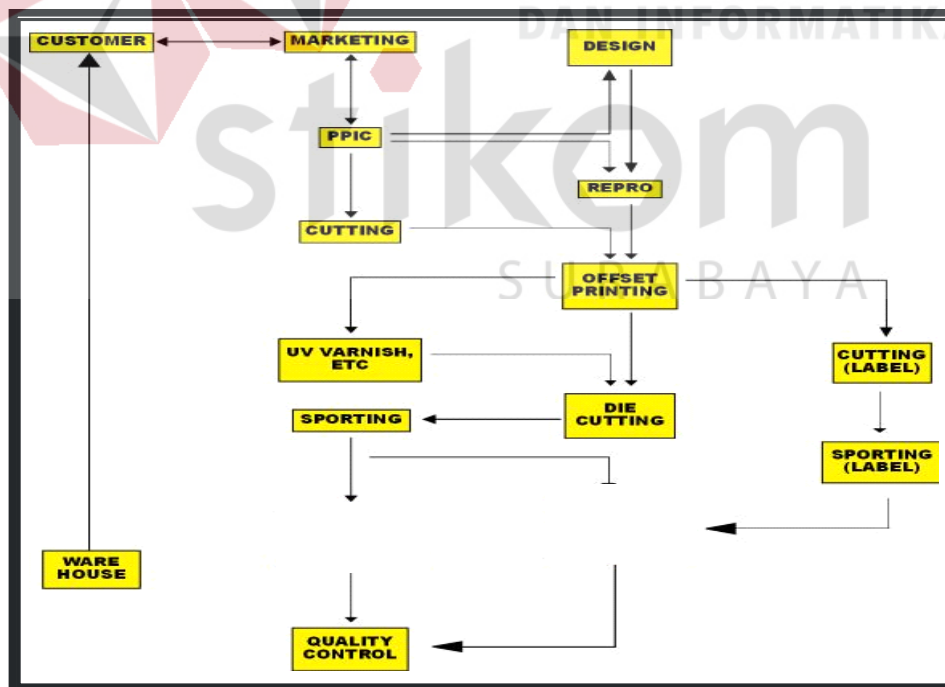 DAN INFORMATIKA
CUSTOMER
MARKETING
DESIGN
stikom
PPIC
REPRO
CUTTING
SURABAYA
OFFSET
PRINTING
UV VARNISH,
ETC
CUTTING
(LABEL)
SPORTING
DIE
CUTTING
SPORTING
(LABEL)
WARE
HOUSE
QUALITY
CONTROL